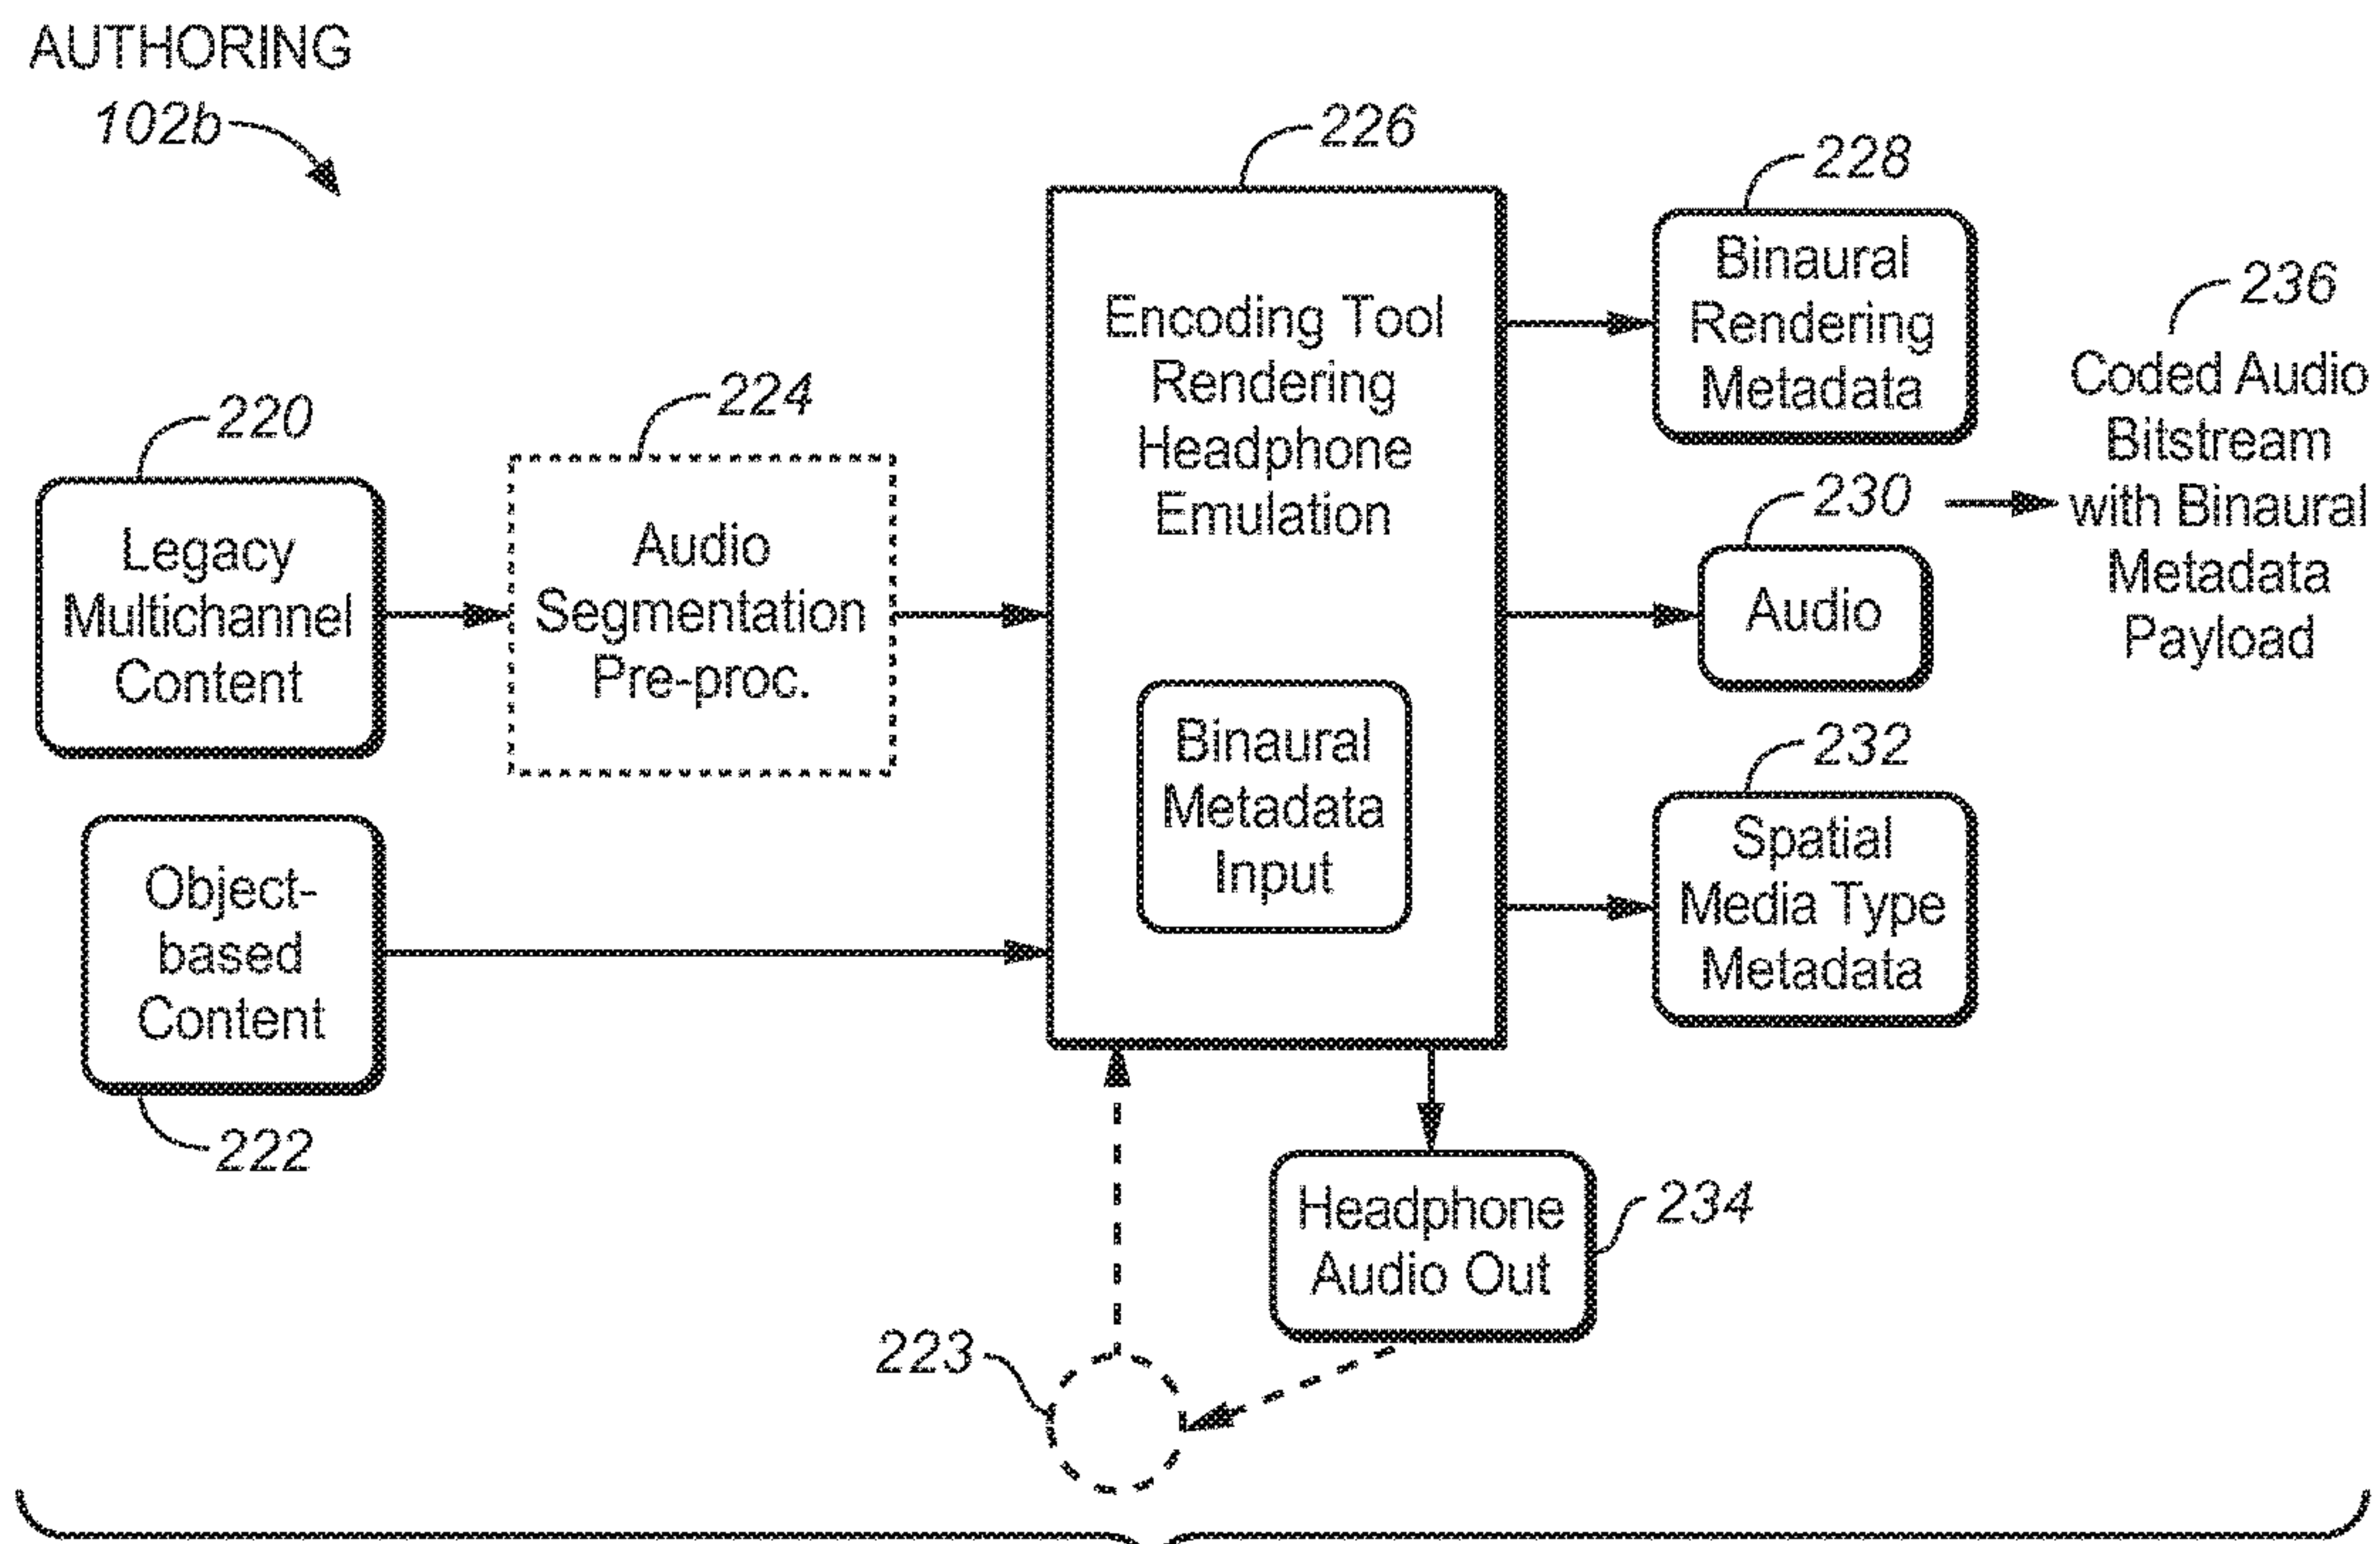 AUTHORING
102b
220
Legacy
Multichannel
Content
222
Object-
based
Content
224
Audio
Segmentation
Pre-proc.
226
Encoding Tool
Rendering
Headphone
Emulation
Binaural
Metadata
Input
228
Binaural
Rendering
Metadata
230
Audio
232
Spatial
Media Type
Metadata
236
Coded Audio
Bitstream
with Binaural
Metadata
Payload
234
Headphone
Audio Out
223